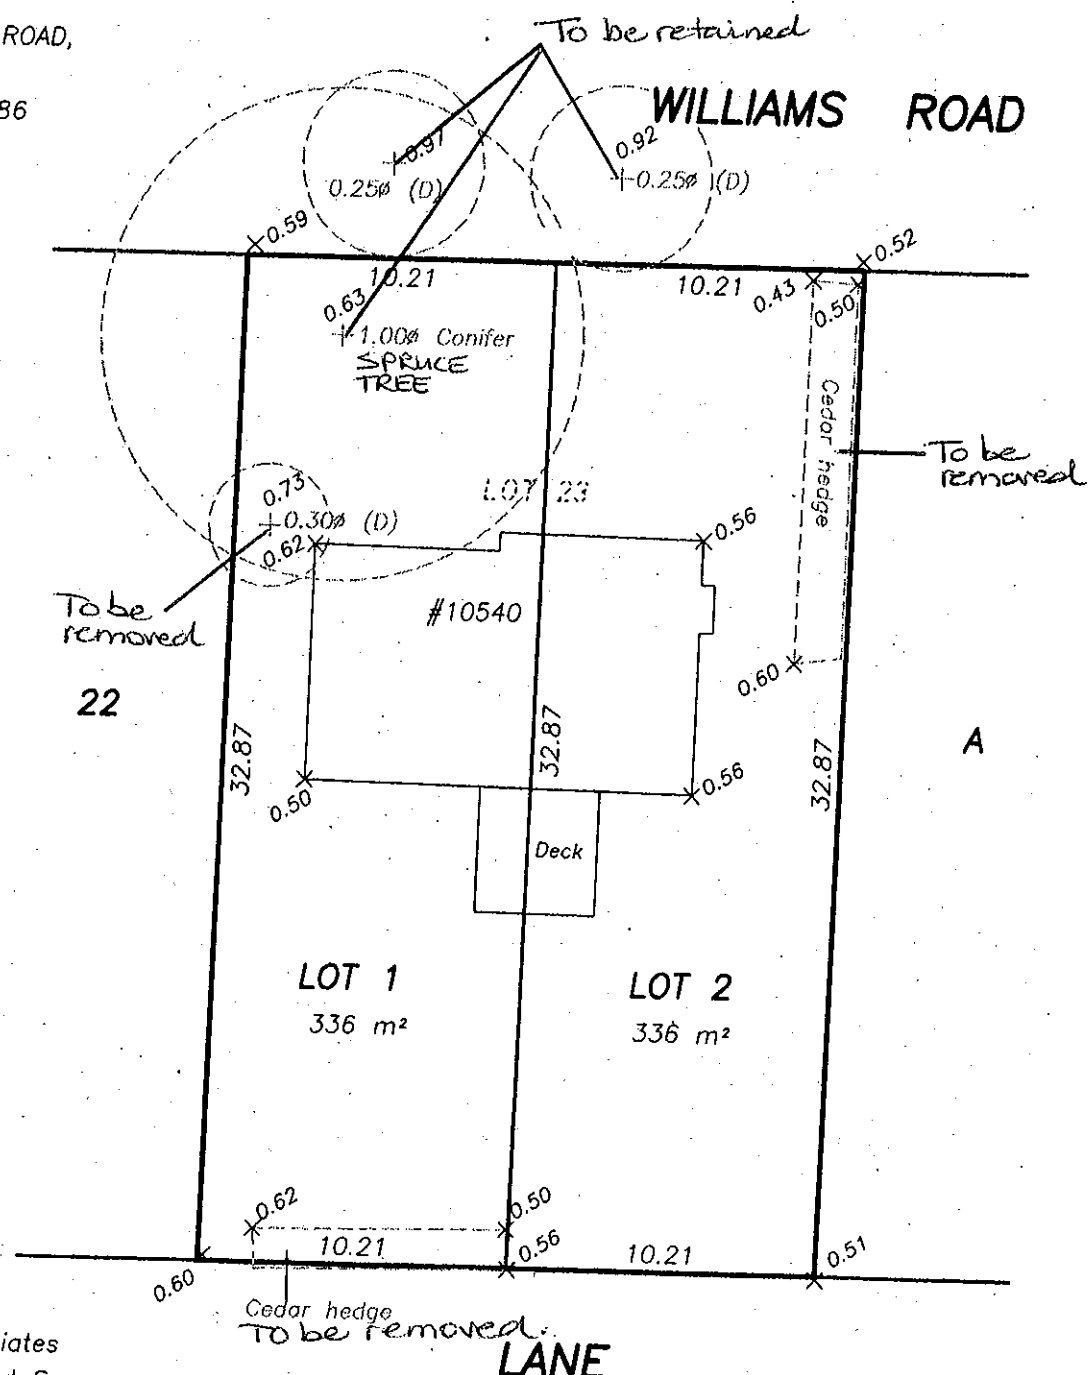 ROAD,
To be retained
86
WILLIAMS ROAD
0.97
0.25ø (D)
0.92
0.25ø (D)
0.59
0.52
10.21
10.21
0.43
0.50
0.63
1.00ø Conifer
SPRUCE
TREE
Cedar hedge
To be
removed
LOT 23
0.73
0.30ø (D)
0.62
0.56
To be
removed
#10540
22
0.60
A
32.87
32.87
32.87
0.50
0.56
Deck
LOT 1
336 m²
LOT 2
336 m²
0.62
0.50
10.21
0.56
10.21
0.51
0.60
Cedar hedge
To be removed.
iates
LANE